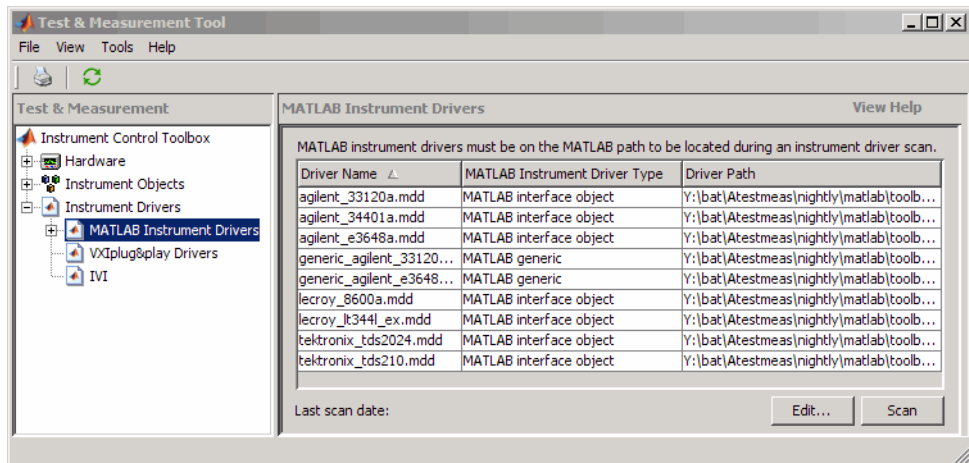 Test & Measurement Tool
File View Tools Help
Test & Measurement
Instrument Control Toolbox
Hardware
Instrument Objects
Instrument Drivers
MATLAB Instrument Drivers
VXIplug&play Drivers
IVI
MATLAB Instrument Drivers View Help
MATLAB instrument drivers must be on the MATLAB path to be located during an instrument driver scan.
Driver Name MATLAB Instrument Driver Type Driver Path
agilent_33120a.mdd MATLAB interface object Y:\bat\Atestmeas\nightly\matlab\toolb...
agilent_34401a.mdd MATLAB interface object Y:\bat\Atestmeas\nightly\matlab\toolb...
agilent_e3648a.mdd MATLAB interface object Y:\bat\Atestmeas\nightly\matlab\toolb...
generic_agilent_33120... MATLAB generic Y:\bat\Atestmeas\nightly\matlab\toolb...
generic_agilent_e3648... MATLAB generic Y:\bat\Atestmeas\nightly\matlab\toolb...
lecroy_8600a.mdd MATLAB interface object Y:\bat\Atestmeas\nightly\matlab\toolb...
lecroy_lt344l_ex.mdd MATLAB interface object Y:\bat\Atestmeas\nightly\matlab\toolb...
tektronix_tds2024.mdd MATLAB interface object Y:\bat\Atestmeas\nightly\matlab\toolb...
tektronix_tds210.mdd MATLAB interface object Y:\bat\Atestmeas\nightly\matlab\toolb...
Last scan date: Edit... Scan